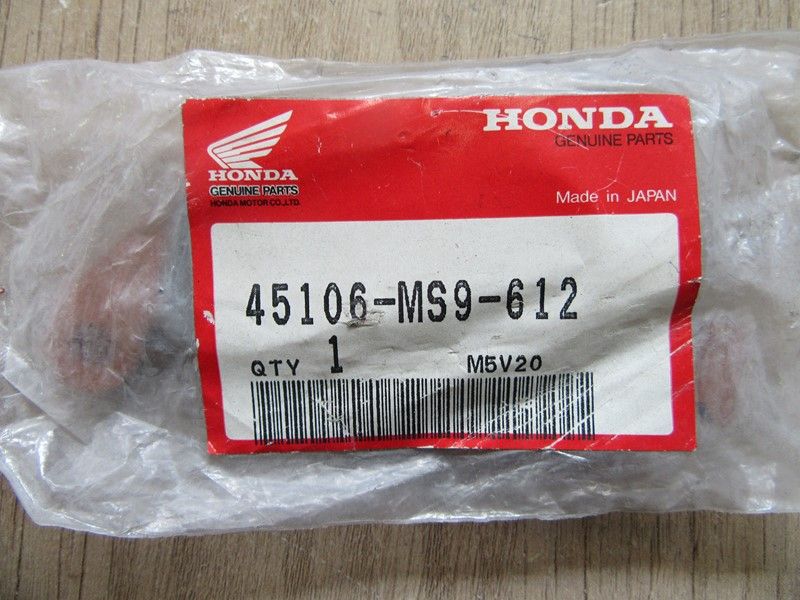 HONDA
GENUINE PARTS
HONDA MOTOR CO.,LTD.
HONDA
GENUINE PARTS
Made in JAPAN
45106-MS9-612
QTY 1 M5V20